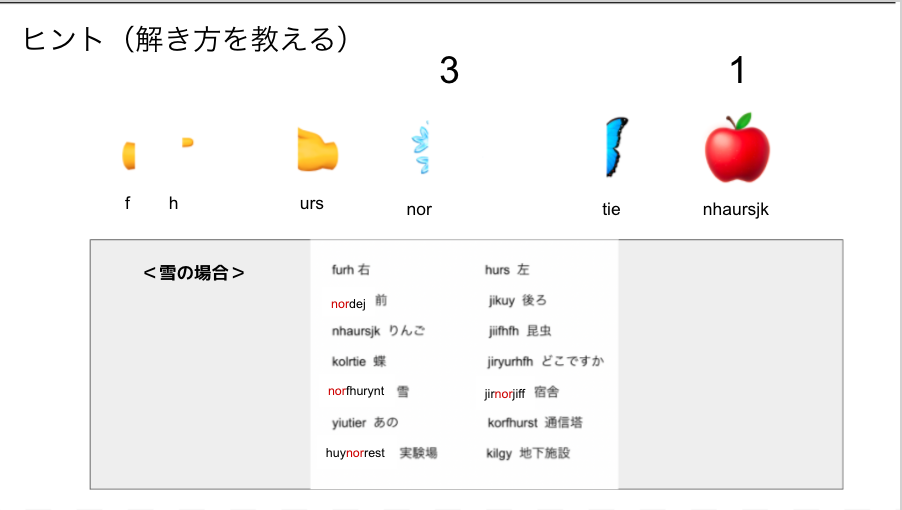 ヒント（解き方を教える）
3 1
f h urs nor tie nhaursjk
＜雪の場合＞
furh 右 hurs 左
nordej 前 jikuy 後ろ
nhaursjk りんご jiifhfh 昆虫
kolrtie 蝶 jiryurhfh どこですか
norfhurynt 雪 jirnorjiff 宿舎
yiutier あの korfhurst 通信塔
huynorrest 実験場 kilgy 地下施設